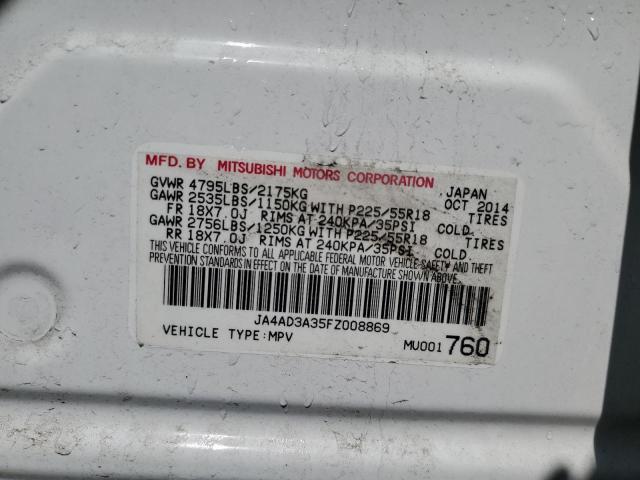 MFD. BY MITSUBISHI MOTORS CORPORATION
GVWR 4795LBS/2175KG JAPAN
GAWR 2535LBS/1150KG WITH P225/55R18 OCT 2014
FR 18X7.0J RIMS AT 240KPA/35PSI COLD. TIRES
GAWR 2756LBS/1250KG WITH P225/55R18 TIRES
RR 18X7.0J RIMS AT 240KPA/35PSI COLD.
THIS VEHICLE CONFORMS TO ALL APPLICABLE FEDERAL MOTOR VEHICLE SAFETY AND THEFT
PREVENTION STANDARDS IN EFFECT ON THE DATE OF MANUFACTURE SHOWN ABOVE.
JA4AD3A35FZ008869
VEHICLE TYPE:MPV MU001 760